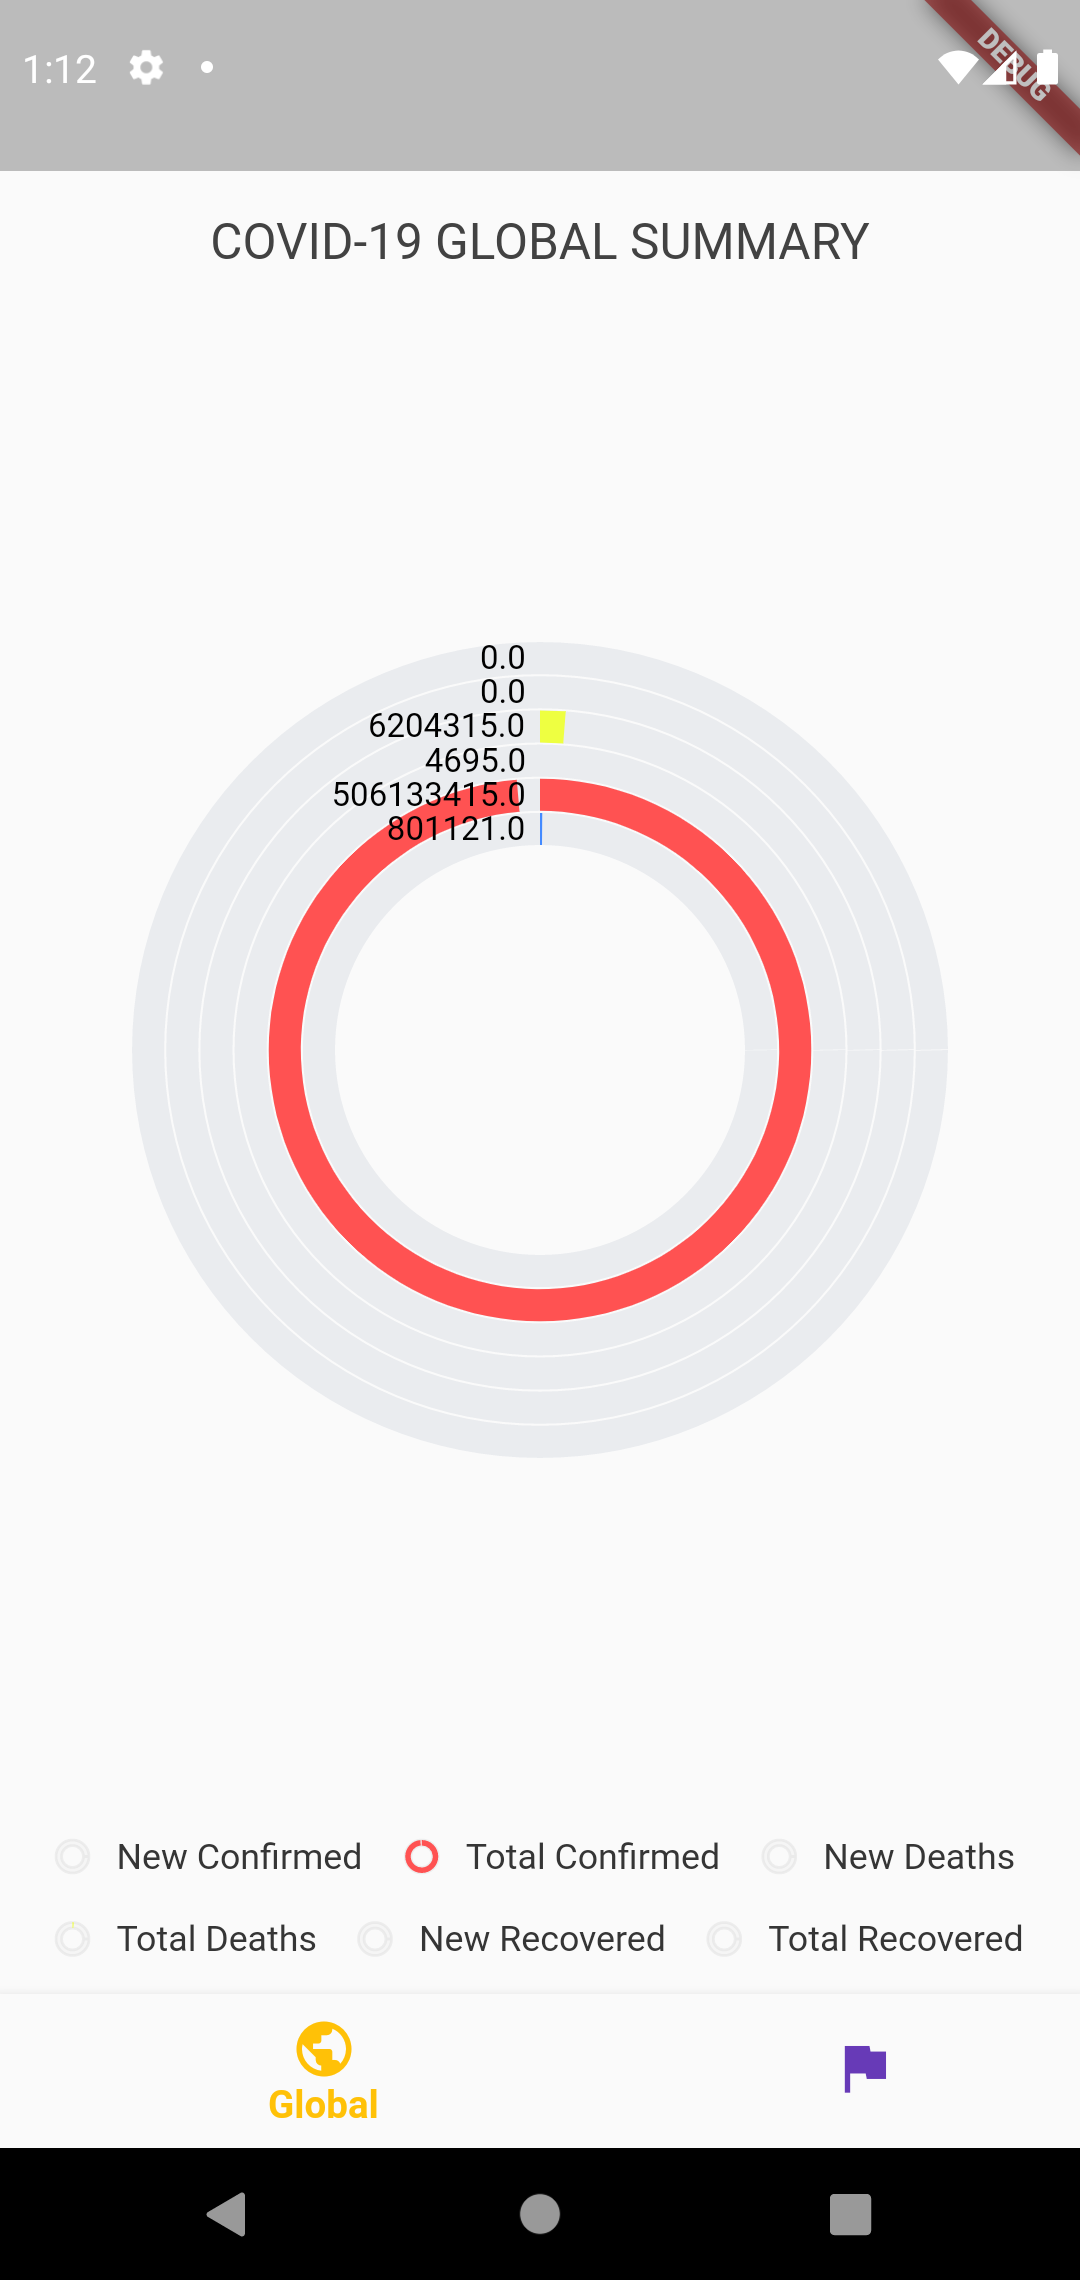 1:12
DEBUG
COVID-19 GLOBAL SUMMARY
0.0
0.0
6204315.0
4695.0
506133415.0
801121.0
New Confirmed Total Confirmed New Deaths
Total Deaths New Recovered Total Recovered
Global